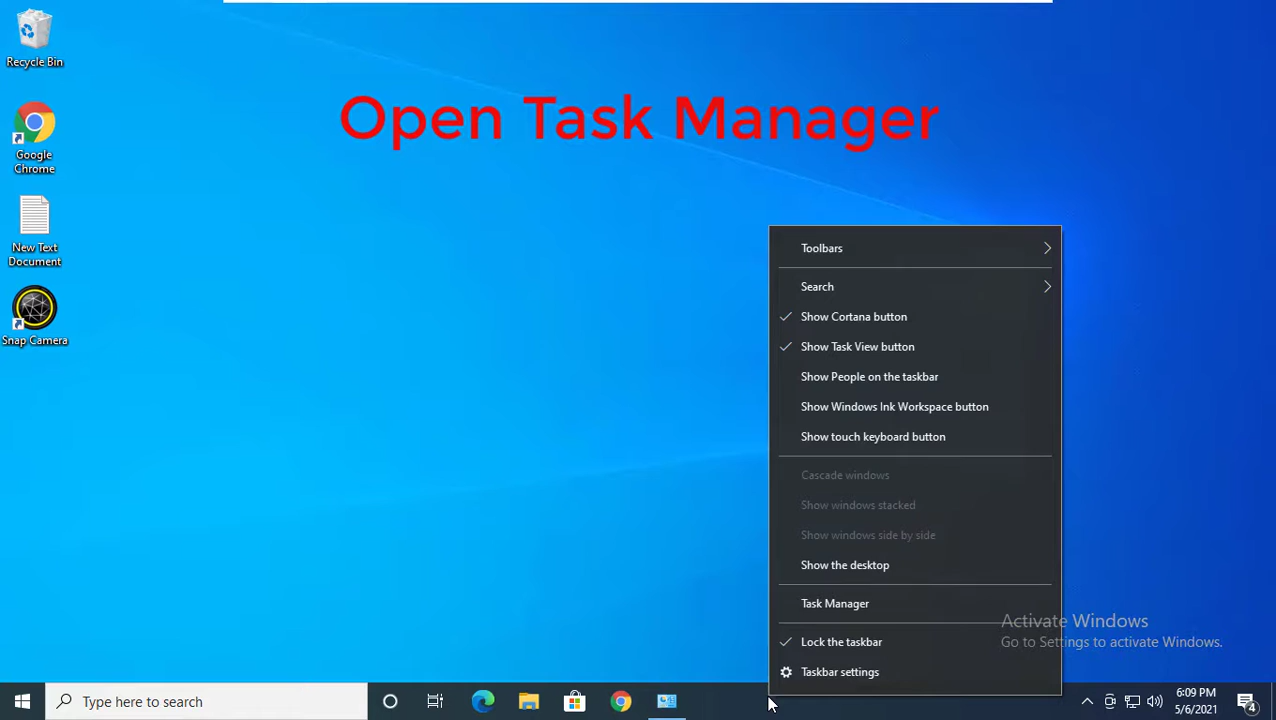 Recycle Bin
Google
Chrome
New Text
Document
Snap Camera
Open Task Manager
Toolbars
Search
Show Cortana button
Show Task View button
Show People on the taskbar
Show Windows Ink Workspace button
Show touch keyboard button
Cascade windows
Show windows stacked
Show windows side by side
Show the desktop
Task Manager
Lock the taskbar
Taskbar settings
Activate Windows
Go to Settings to activate Windows.
Type here to search
6:09 PM
5/6/2021
4